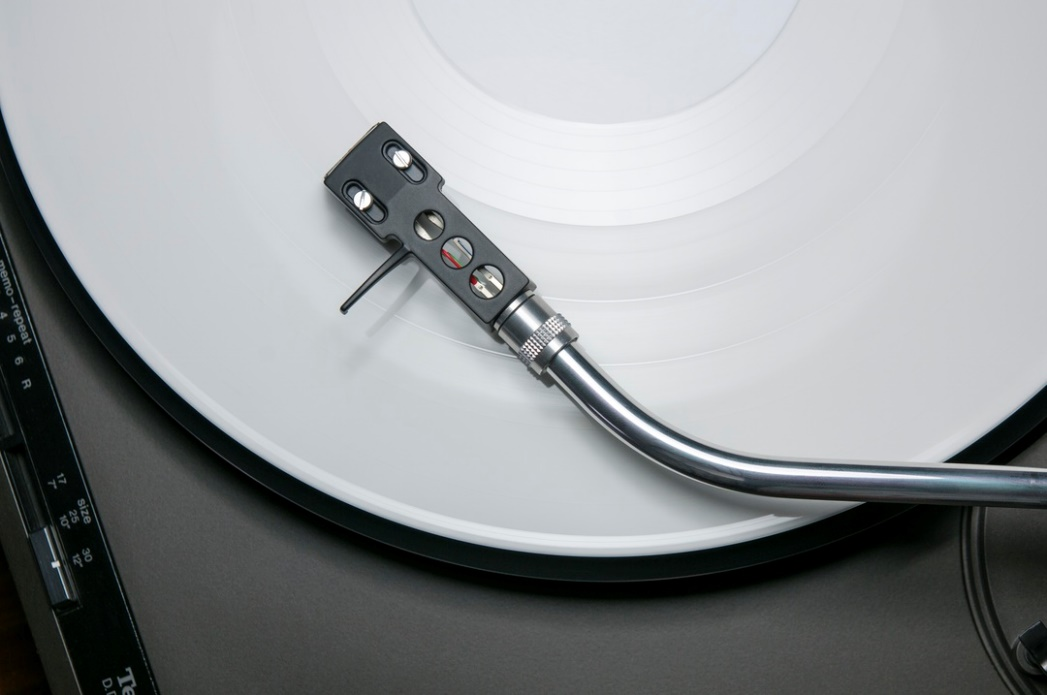 memo-repeat
4 5 6 R
size
17 25 30
7" 10" 12"
Te
D.D